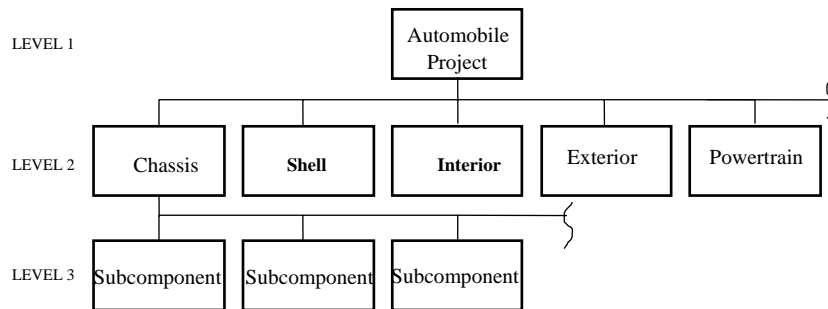 LEVEL 1
Automobile
Project
LEVEL 2
Chassis
Shell
Interior
Exterior
Powertrain
LEVEL 3
Subcomponent
Subcomponent
Subcomponent